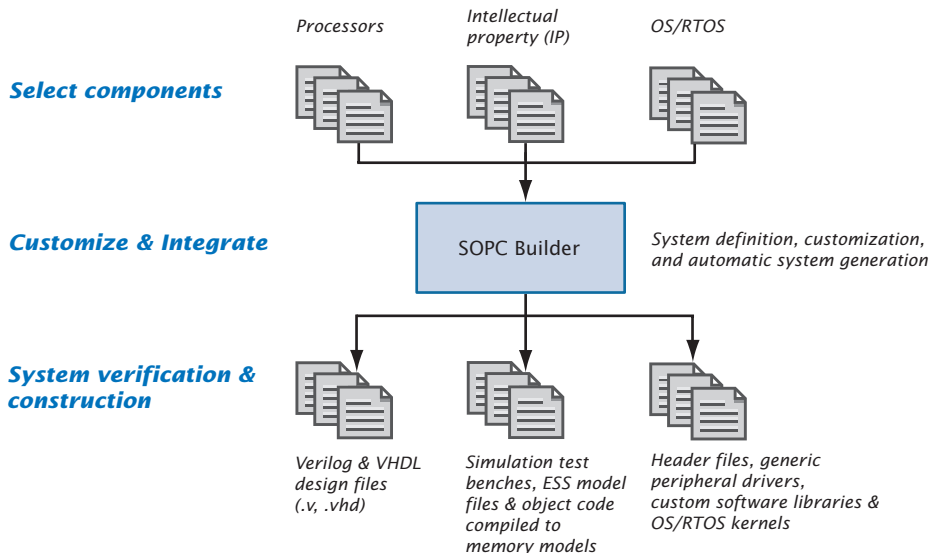 Processors
Intellectual
property (IP)
OS/RTOS
Select components
Customize & Integrate
SOPC Builder
System definition, customization,
and automatic system generation
System verification &
construction
Verilog & VHDL
design files
(.v, .vhd)
Simulation test
benches, ESS model
files & object code
compiled to
memory models
Header files, generic
peripheral drivers,
custom software libraries &
OS/RTOS kernels